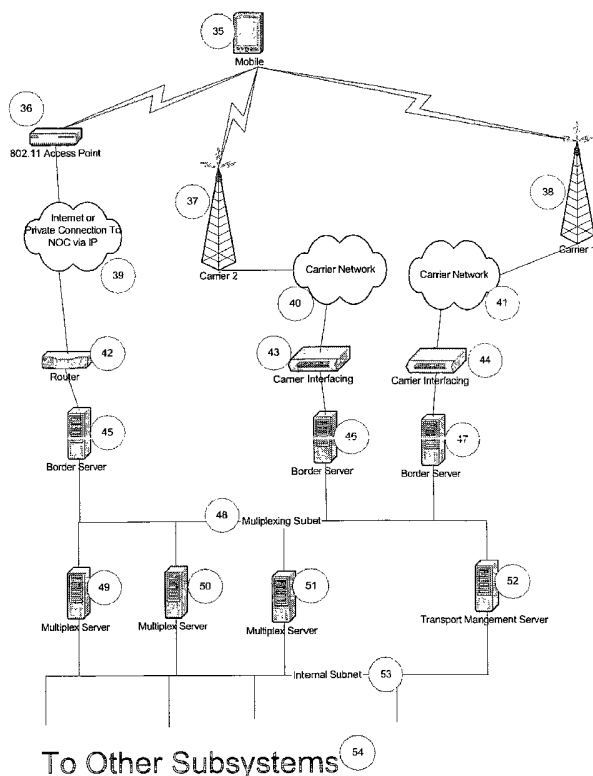 35
Mobile
36
802.11 Access Point
37
38
Internet or
Private Connection To
NOC via IP
39
Carrier 2
Carrier Network
40
Carrier Network
41
Carrier 1
42
Router
43
Carrier Interfacing
44
Carrier Interfacing
45
Border Server
46
Border Server
47
Border Server
48
Muliplexing Subet
49
Multiplex Server
50
Multiplex Server
51
Multiplex Server
52
Transport Mangement Server
Internal Subnet
53
To Other Subsystems
54